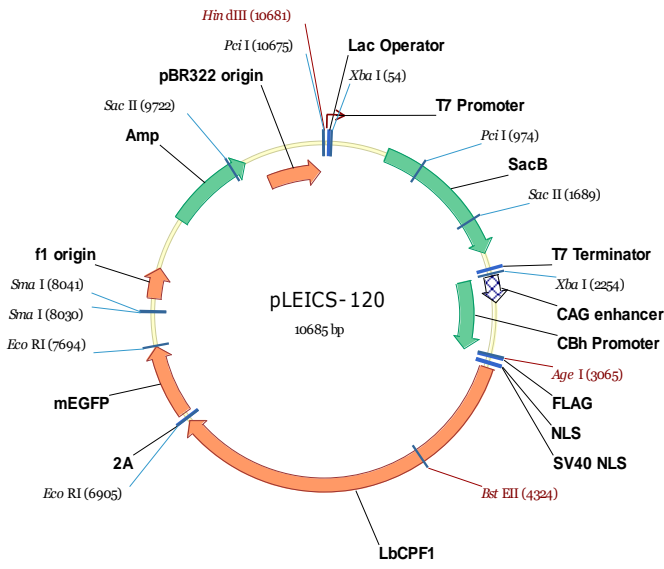 Hin dIII (10681)
Pci I (10675)
Lac Operator
pBR322 origin
Xba I (54)
Sac II (9722)
T7 Promoter
Amp
Pci I (974)
SacB
Sac II (1689)
f1 origin
T7 Terminator
Sma I (8041)
Xba I (2254)
pLEICS-120
CAG enhancer
Sma I (8030)
10685 bp
CBh Promoter
Eco RI (7694)
Age I (3065)
mEGFP
FLAG
NLS
2A
SV40 NLS
Eco RI (6905)
Bst EII (4324)
LbCPF1